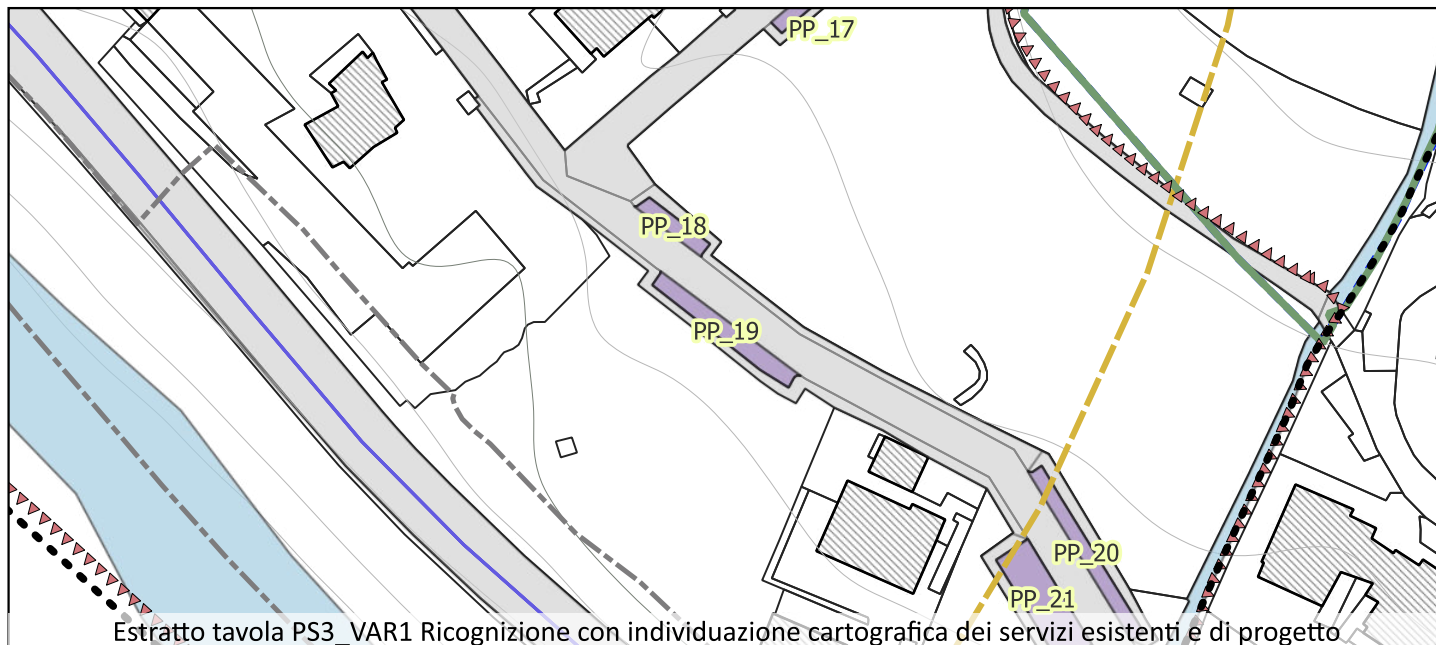 PP_17
PP_18
PP_19
PP_20
PP_21
Estratto tavola PS3_VAR1 Ricognizione con individuazione cartografica dei servizi esistenti e di progetto